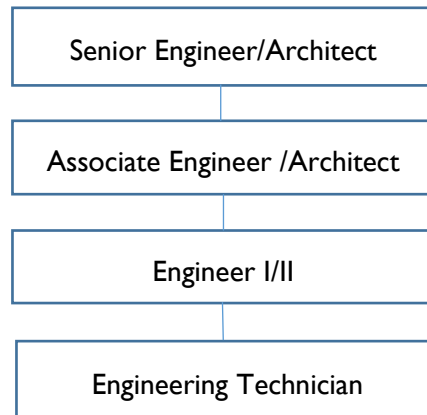 Senior Engineer/Architect
Associate Engineer /Architect
Engineer I/II
Engineering Technician